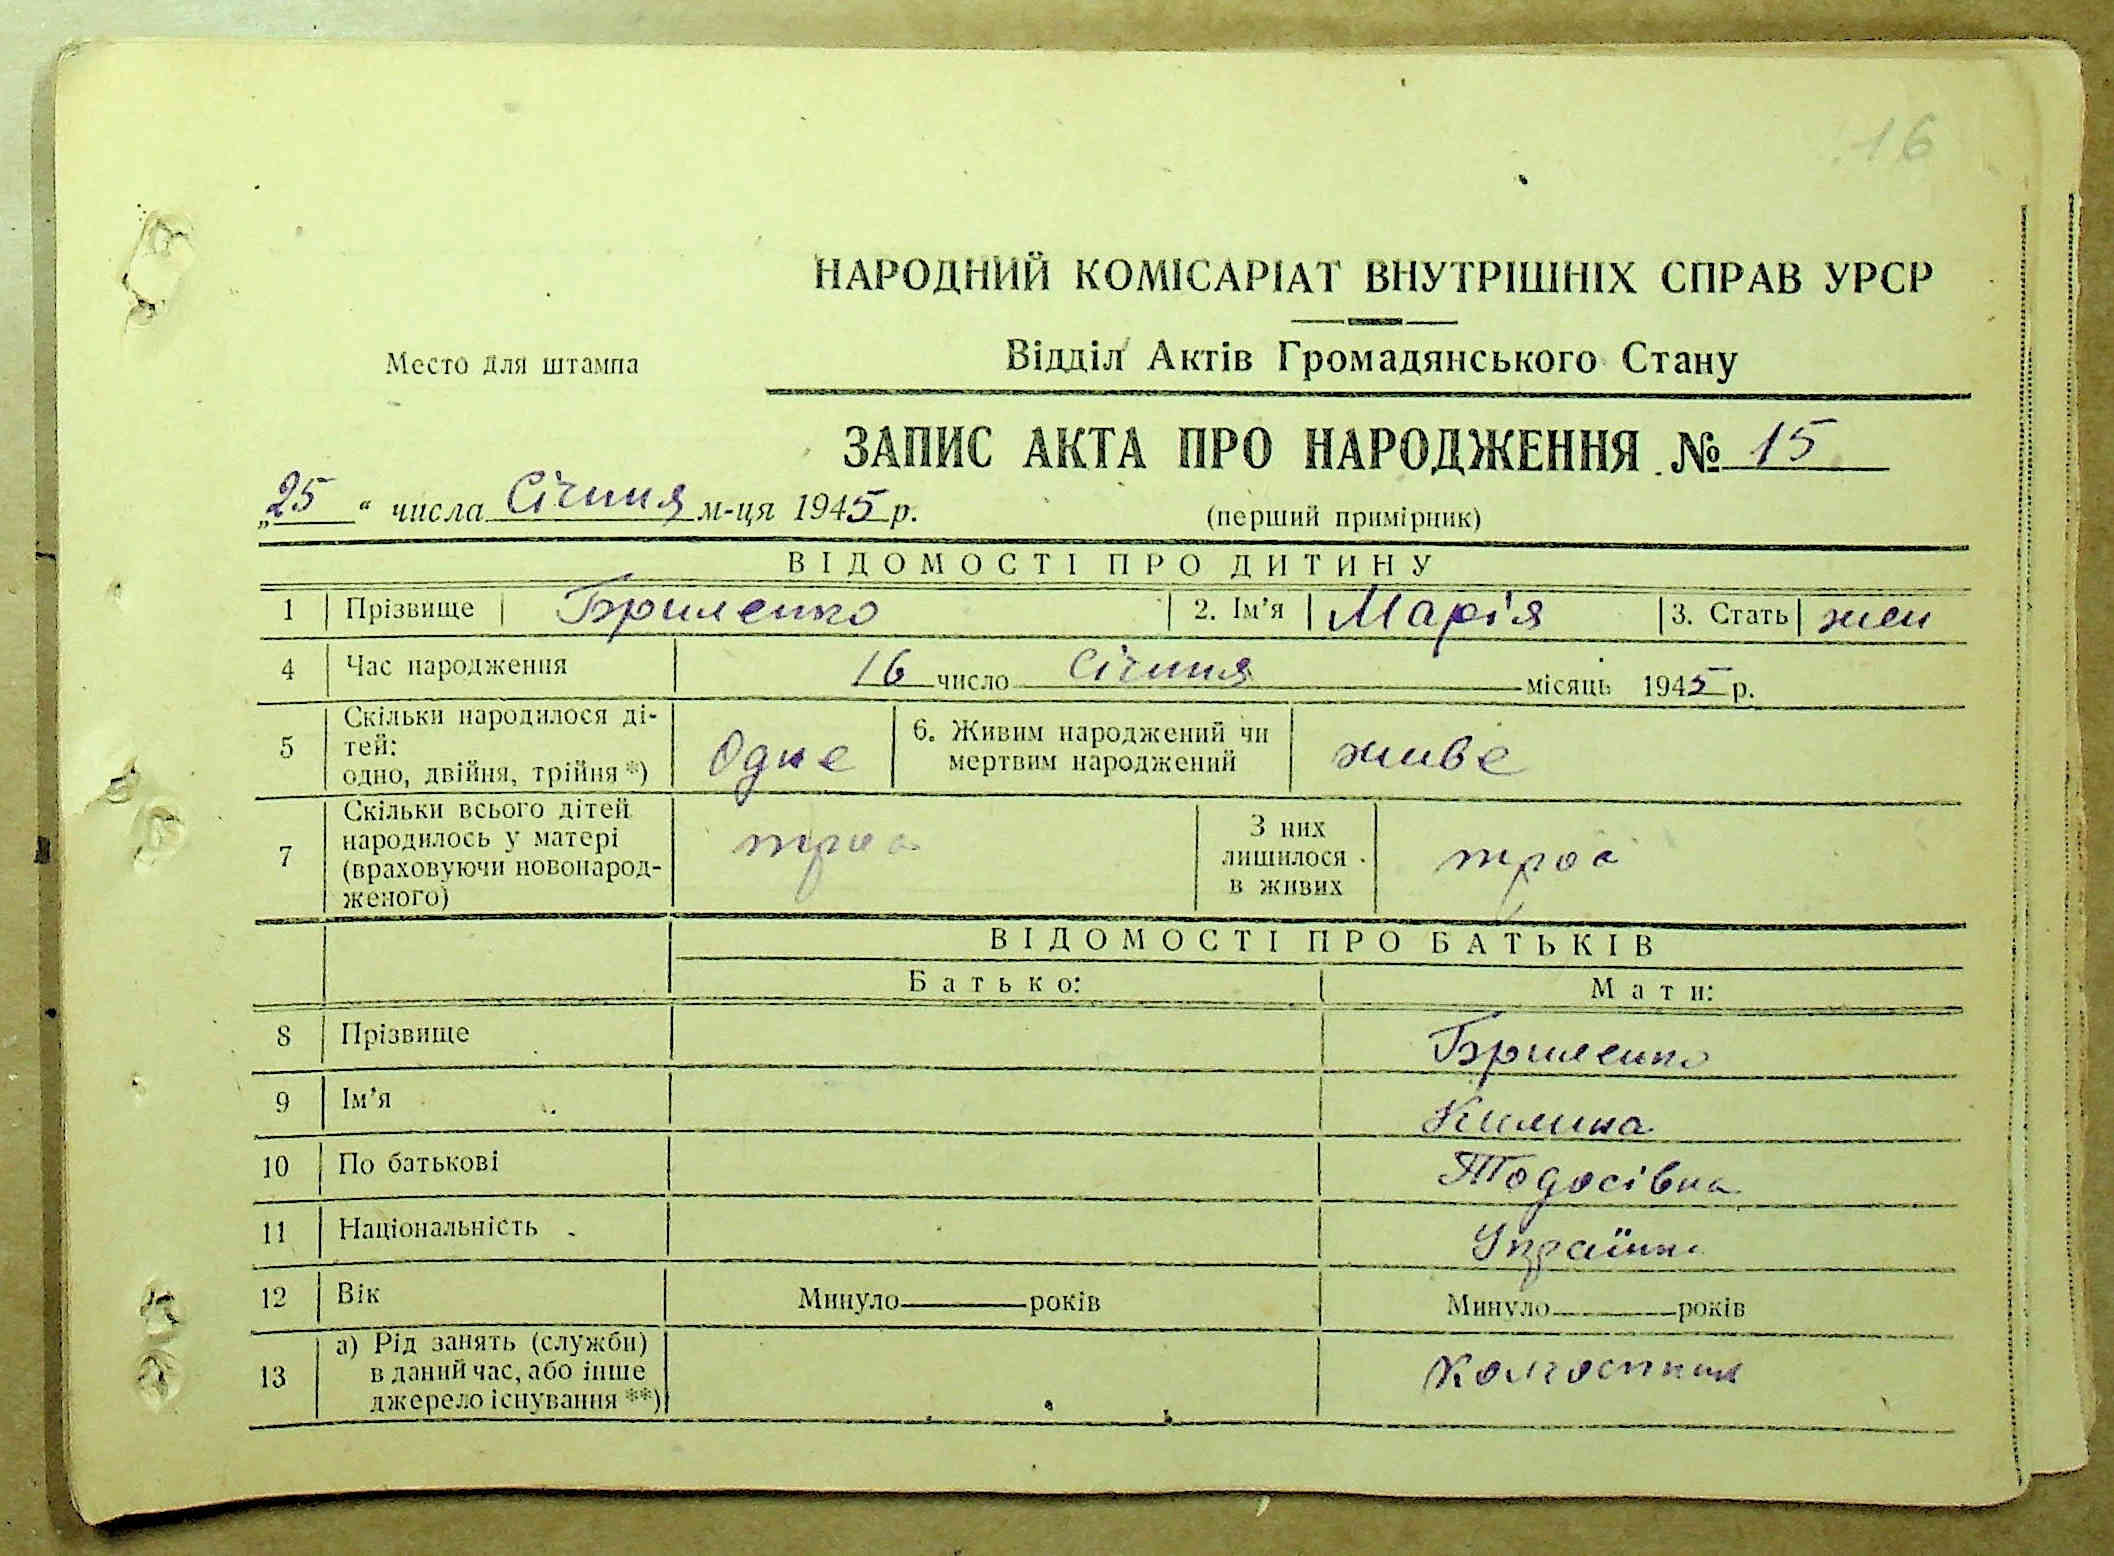 16
НАРОДНИЙ КОМІСАРІАТ ВНУТРІШНІХ СПРАВ УРСР
Место для штампа
Відділ Актів Громадянського Стану
ЗАПИС АКТА ПРО НАРОДЖЕННЯ № 15
„25“ числа Січня м-ця 1945 р.
(перший примірник)
ВІДОМОСТІ ПРО ДИТИНУ
1 Прізвище Бриленко 2. Ім’я Марія 3. Стать жен
4 Час народження 16 число Січня місяць 1945 р.
5 Скільки народилося ді-
тей:
одно, двійня, трійня *) Одне
6. Живим народжений чи
мертвим народжений живе
7 Скільки всього дітей
народилось у матері
(враховуючи новонарод-
женого) троє
З них
лишилося
в живих троє
ВІДОМОСТІ ПРО БАТЬКІВ
Батько: Мати:
8 Прізвище Бриленко
9 Ім’я Килина
10 По батькові Тодосівна
11 Національність Українка
12 Вік Минуло років Минуло років
13 а) Рід занять (служби)
в даний час, або інше
джерело існування **)